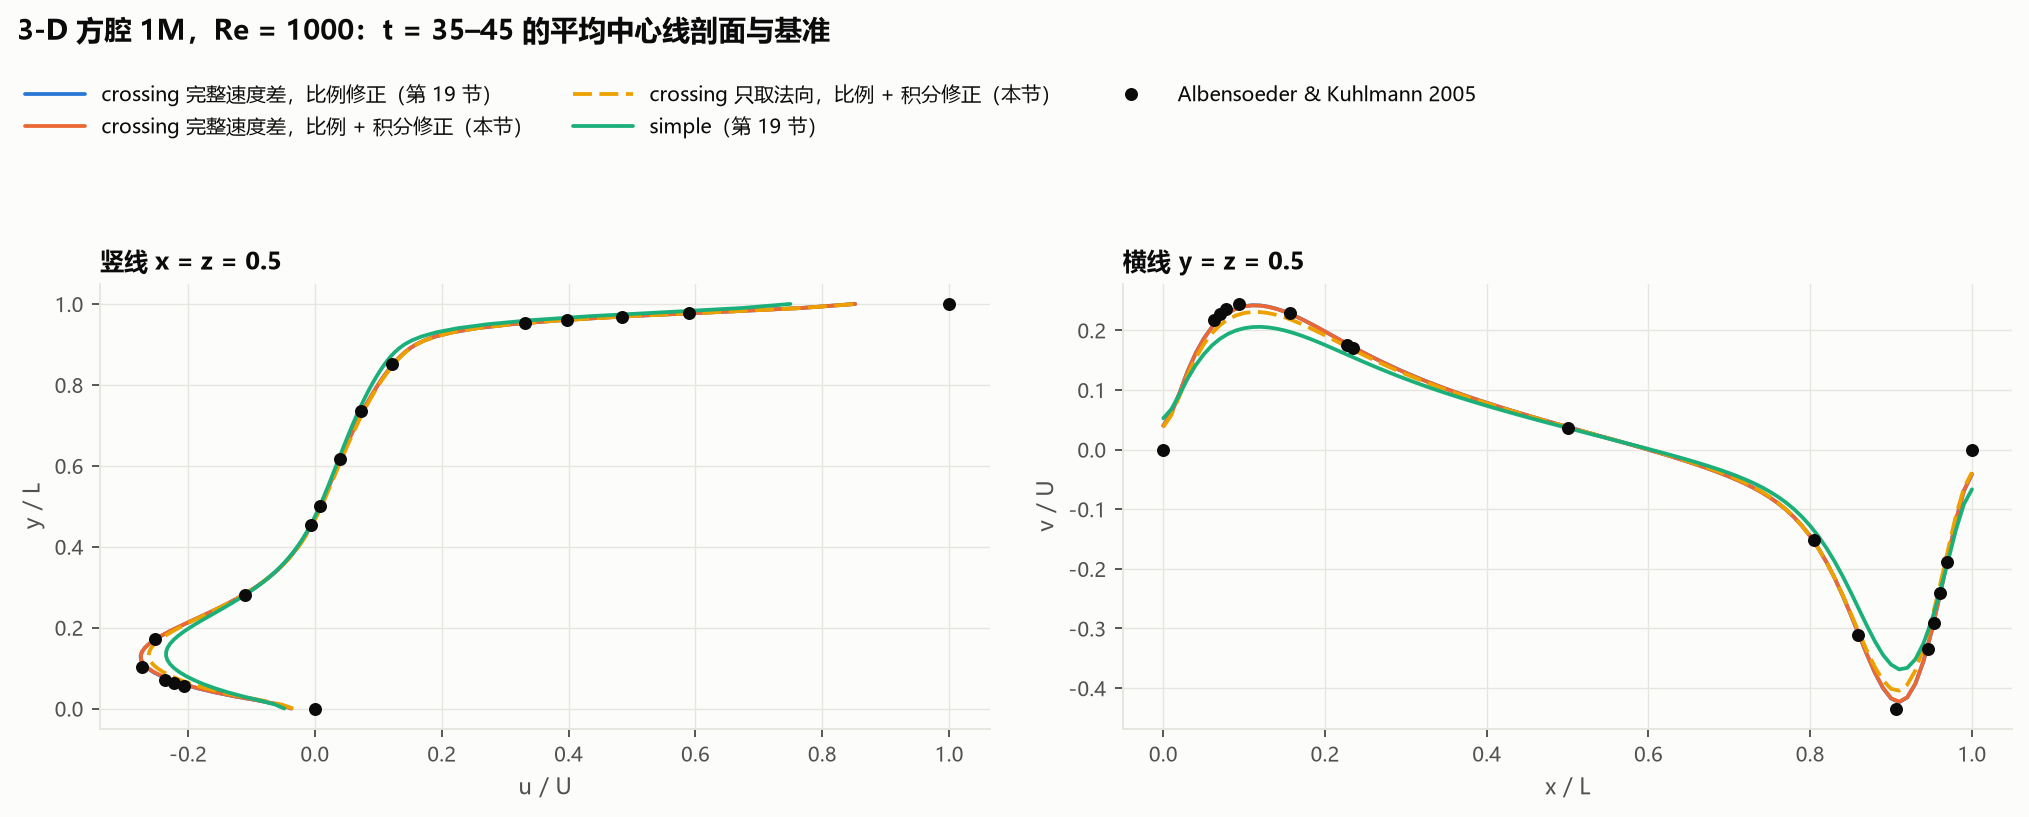 3-D 方腔 1M，Re = 1000：t = 35–45 的平均中心线剖面与基准
crossing 完整速度差，比例修正（第 19 节）
crossing 完整速度差，比例 + 积分修正（本节）
crossing 只取法向，比例 + 积分修正（本节）
simple（第 19 节）
Albensoeder & Kuhlmann 2005
竖线 x = z = 0.5
1.0
0.8
0.6
0.4
0.2
0.0
y / L
-0.2 0.0 0.2 0.4 0.6 0.8 1.0
u / U
横线 y = z = 0.5
0.2
0.1
0.0
-0.1
-0.2
-0.3
-0.4
v / U
0.0 0.2 0.4 0.6 0.8 1.0
x / L